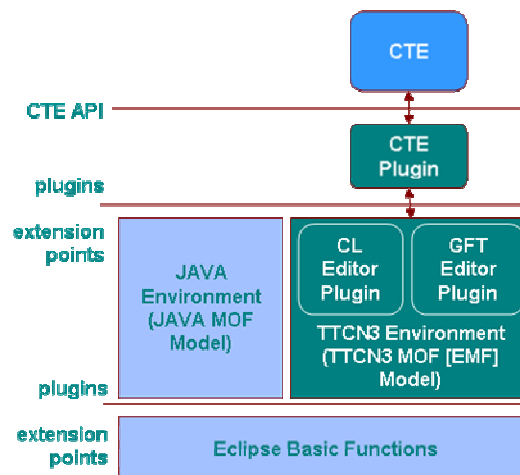 CTE
CTE API
CTE
Plugin
plugins
extension
points
JAVA
Environment
(JAVA MOF
Model)
CL
Editor
Plugin
GFT
Editor
Plugin
TTCN3 Environment
(TTCN3 MOF [EMF]
Model)
plugins
extension
points
Eclipse Basic Functions